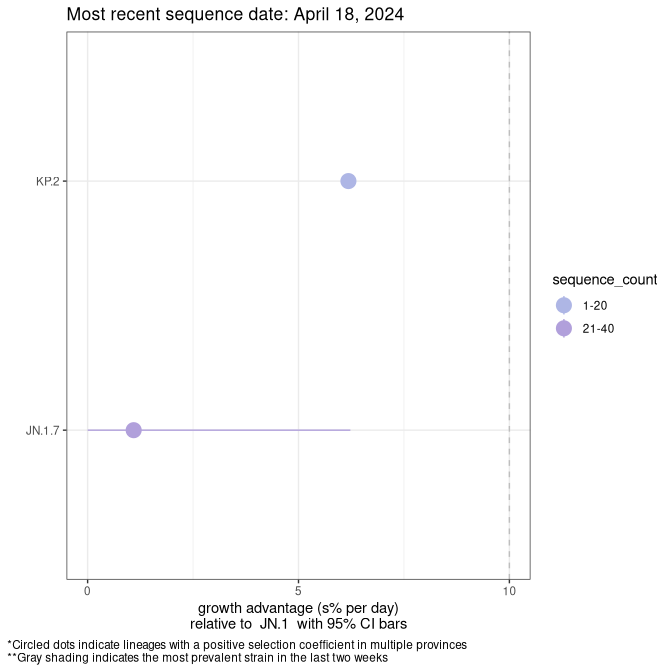 Most recent sequence date: April 18, 2024
KP.2
JN.1.7
0
5
10
growth advantage (s% per day)
relative to JN.1 with 95% CI bars
sequence_count
1-20
21-40
*Circled dots indicate lineages with a positive selection coefficient in multiple provinces
**Gray shading indicates the most prevalent strain in the last two weeks